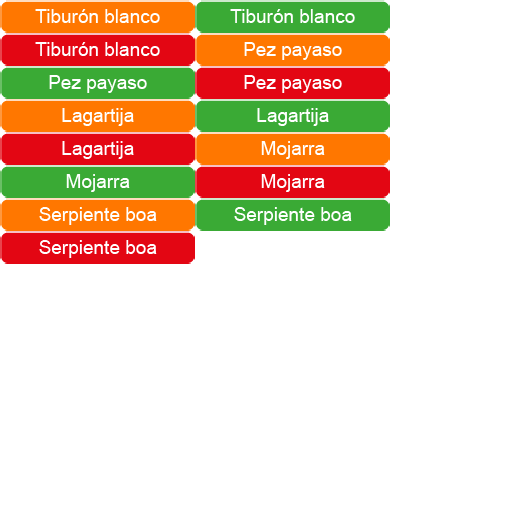 Tiburón blanco Tiburón blanco
Tiburón blanco Pez payaso
Pez payaso Pez payaso
Lagartija Lagartija
Lagartija Mojarra
Mojarra Mojarra
Serpiente boa Serpiente boa
Serpiente boa